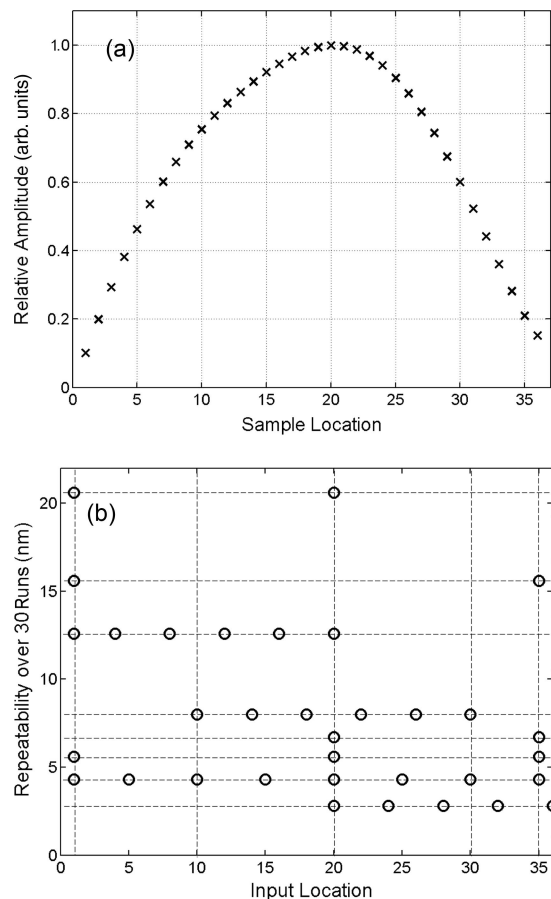 (a)
Relative Amplitude (arb. units)
1.0
0.8
0.6
0.4
0.2
0
0 5 10 15 20 25 30 35
Sample Location
(b)
Repeatability over 30 Runs (nm)
20
15
10
5
0
0 5 10 15 20 25 30 35
Input Location